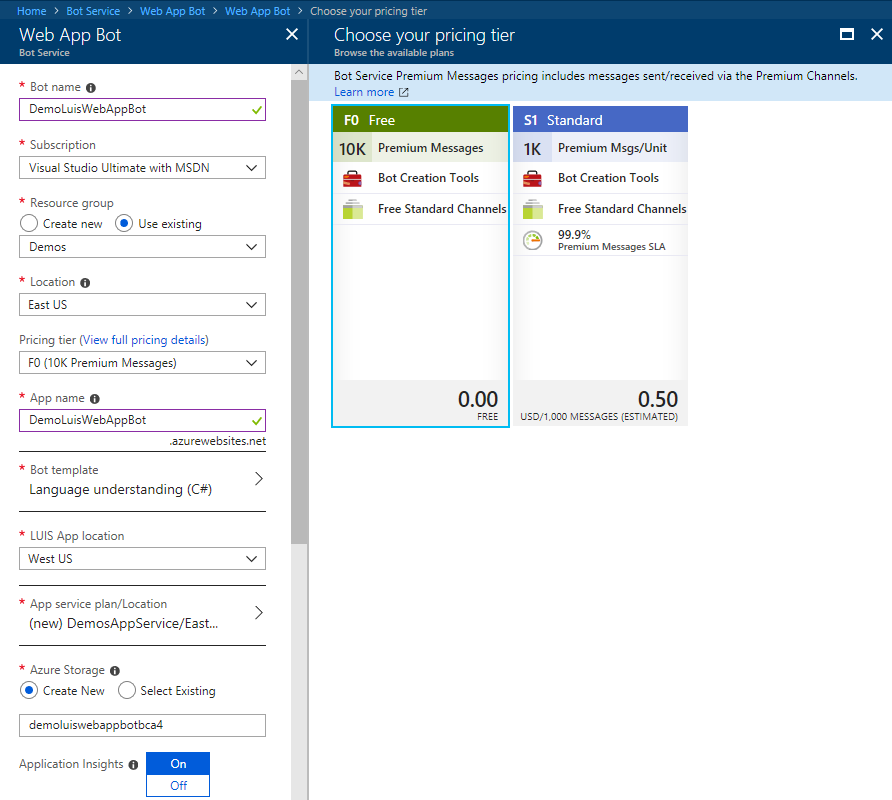 Home > Bot Service > Web App Bot > Web App Bot > Choose your pricing tier
Web App Bot
Bot Service
* Bot name
DemoLuisWebAppBot
* Subscription
Visual Studio Ultimate with MSDN
* Resource group
Create new Use existing
Demos
* Location
East US
Pricing tier (View full pricing details)
F0 (10K Premium Messages)
* App name
DemoLuisWebAppBot
.azurewebsites.net
* Bot template
Language understanding (C#)
* LUIS App location
West US
* App service plan/Location
(new) DemosAppService/East...
* Azure Storage
Create New Select Existing
demoluiswebappbotbca4
Application Insights On
Off
Choose your pricing tier
Browse the available plans
Bot Service Premium Messages pricing includes messages sent/received via the Premium Channels.
Learn more
F0 Free
10K Premium Messages
Bot Creation Tools
Free Standard Channels
0.00
FREE
S1 Standard
1K Premium Msgs/Unit
Bot Creation Tools
Free Standard Channels
99.9%
Premium Messages SLA
0.50
USD/1,000 MESSAGES (ESTIMATED)